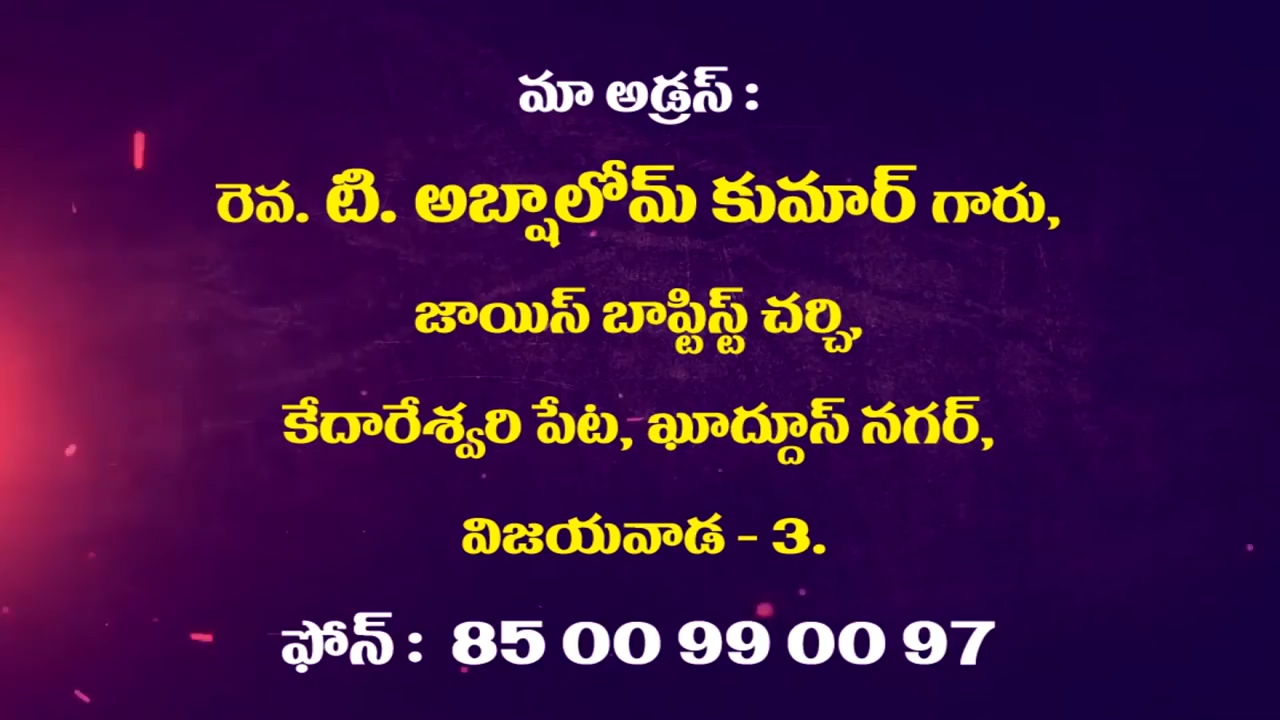 మా అడ్రస్ :
రెవ. టి. అబ్షాలోమ్ కుమార్ గారు,
జాయిస్ బాప్టిస్ట్ చర్చి,
కేదారేశ్వరి పేట, ఖూద్దూస్ నగర్,
విజయవాడ - 3.
ఫోన్ : 85 00 99 00 97